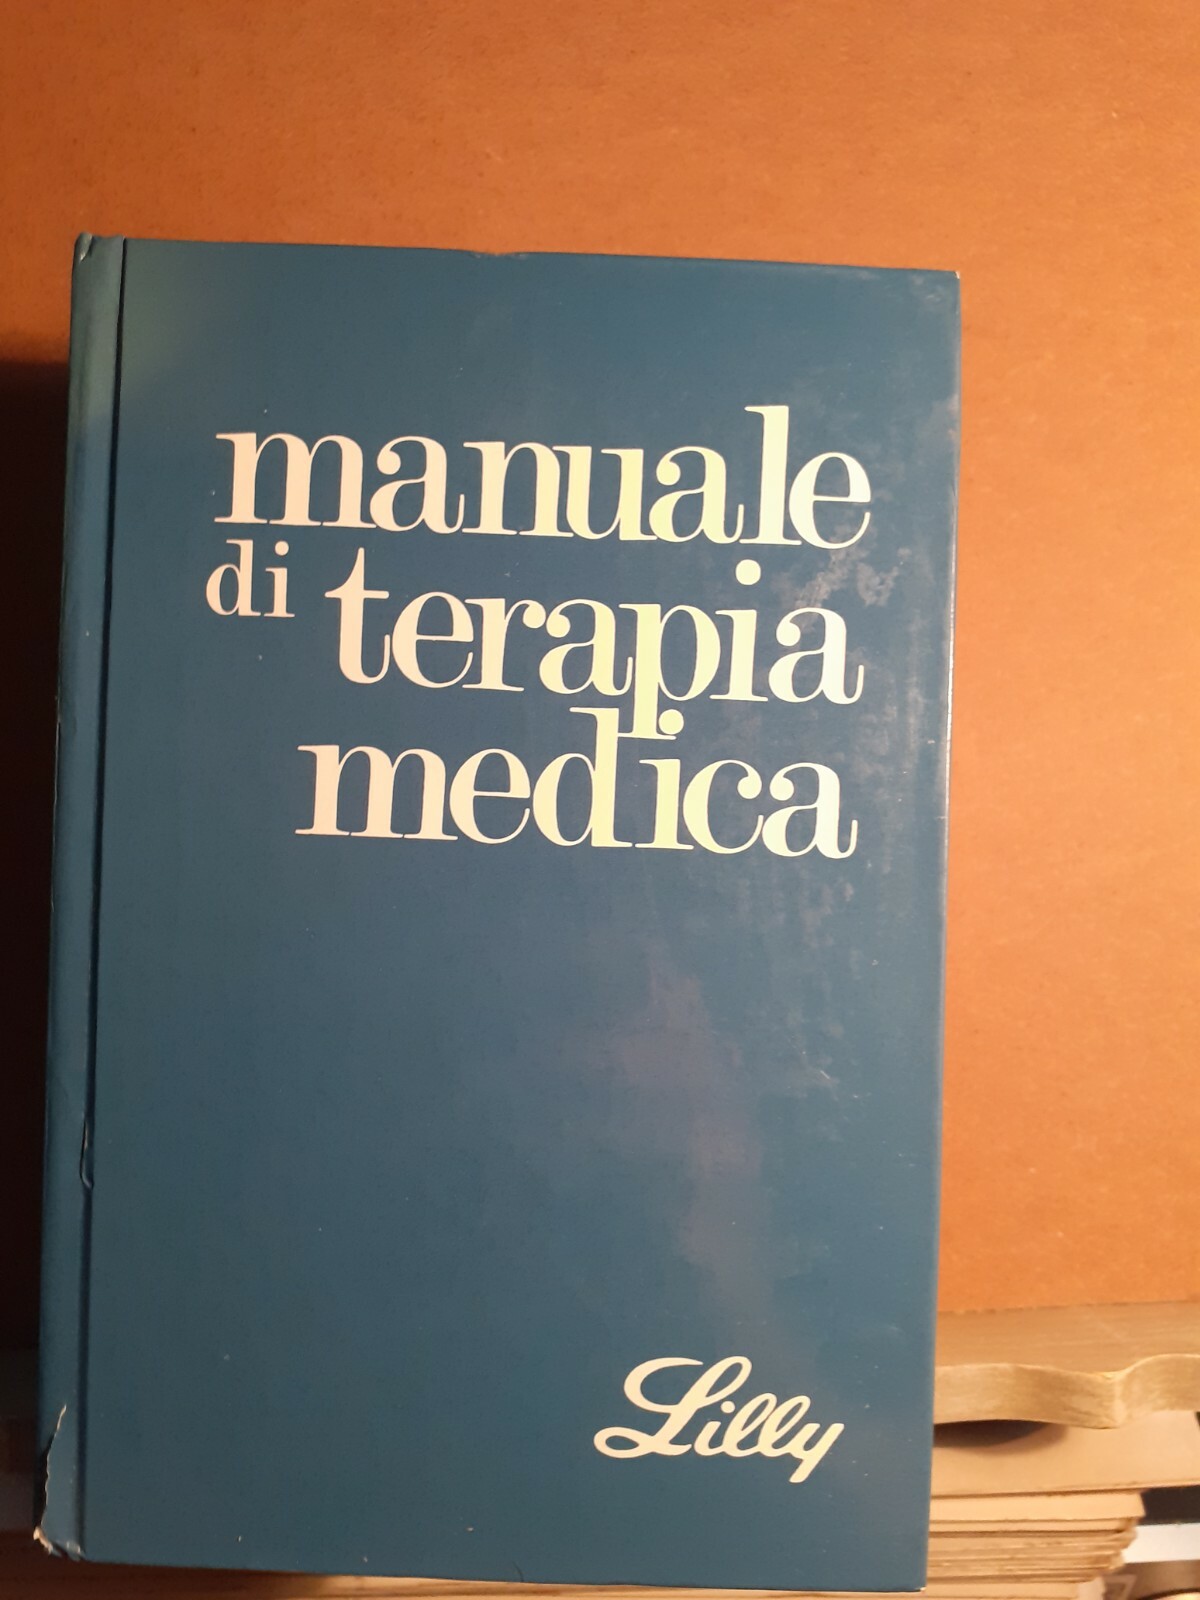 manuale
di terapia
medica
Lilly